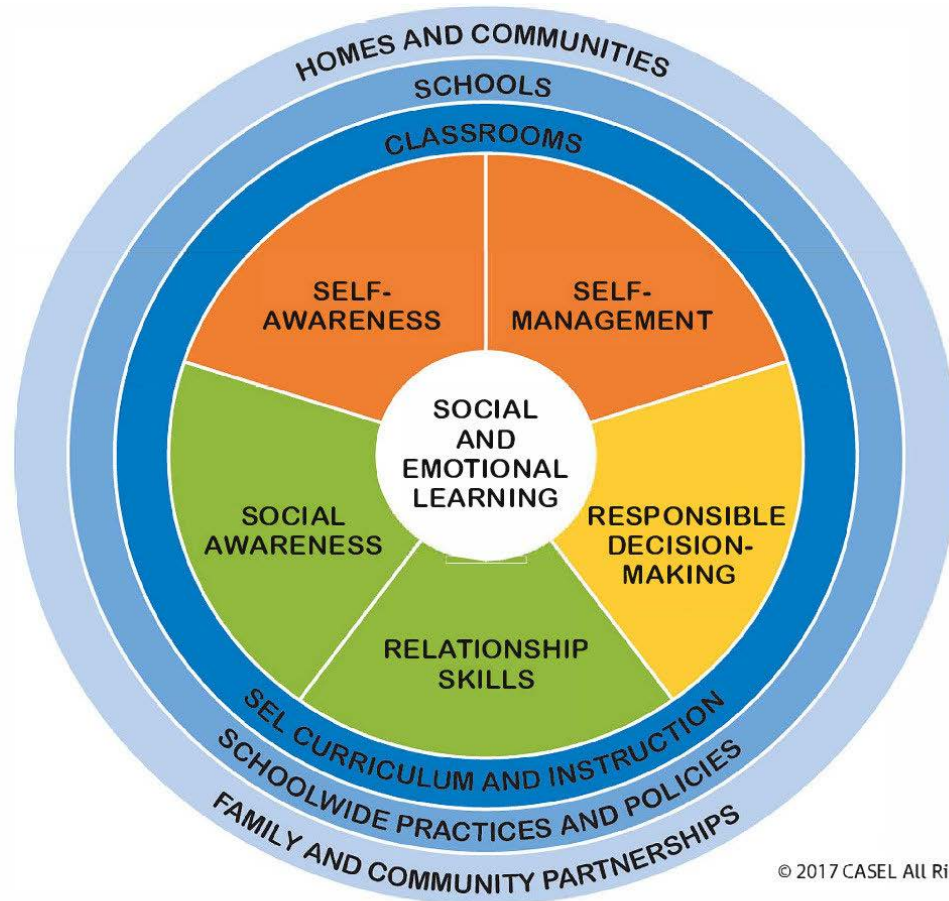 HOMES AND COMMUNITIES
SCHOOLS
CLASSROOMS
SELF-
AWARENESS
SELF-
MANAGEMENT
SOCIAL
AND
EMOTIONAL
LEARNING
SOCIAL
AWARENESS
RESPONSIBLE
DECISION-
MAKING
RELATIONSHIP
SKILLS
SEL CURRICULUM AND INSTRUCTION
SCHOOLWIDE PRACTICES AND POLICIES
FAMILY AND COMMUNITY PARTNERSHIPS
© 2017 CASEL All Ri